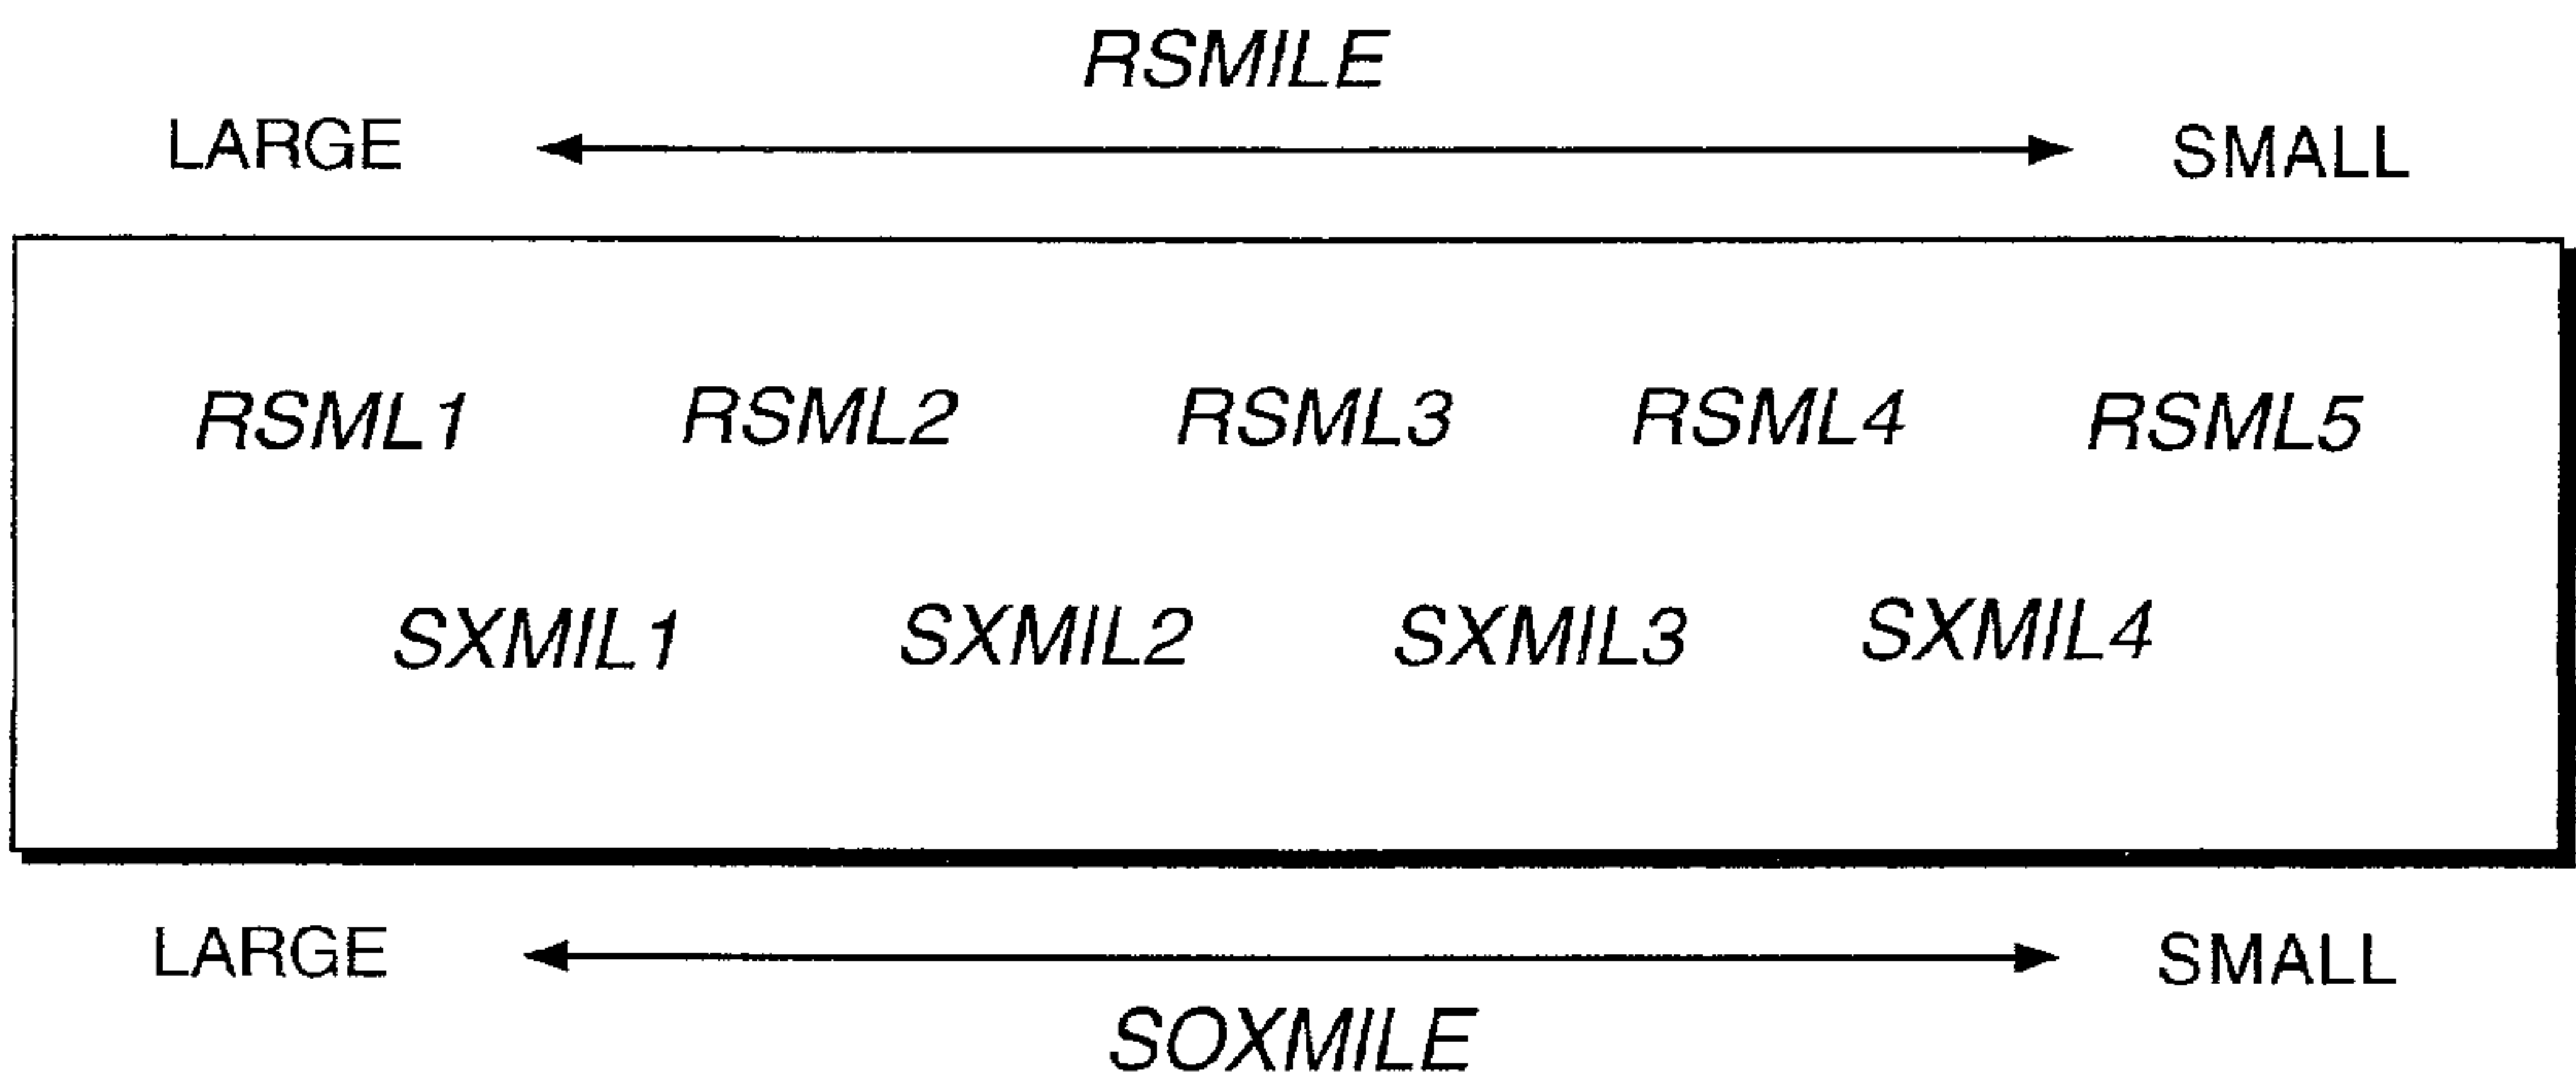 RSMILE
LARGE SMALL
RSML1 RSML2 RSML3 RSML4 RSML5
SXMIL1 SXMIL2 SXMIL3 SXMIL4
LARGE SMALL
SOXMILE